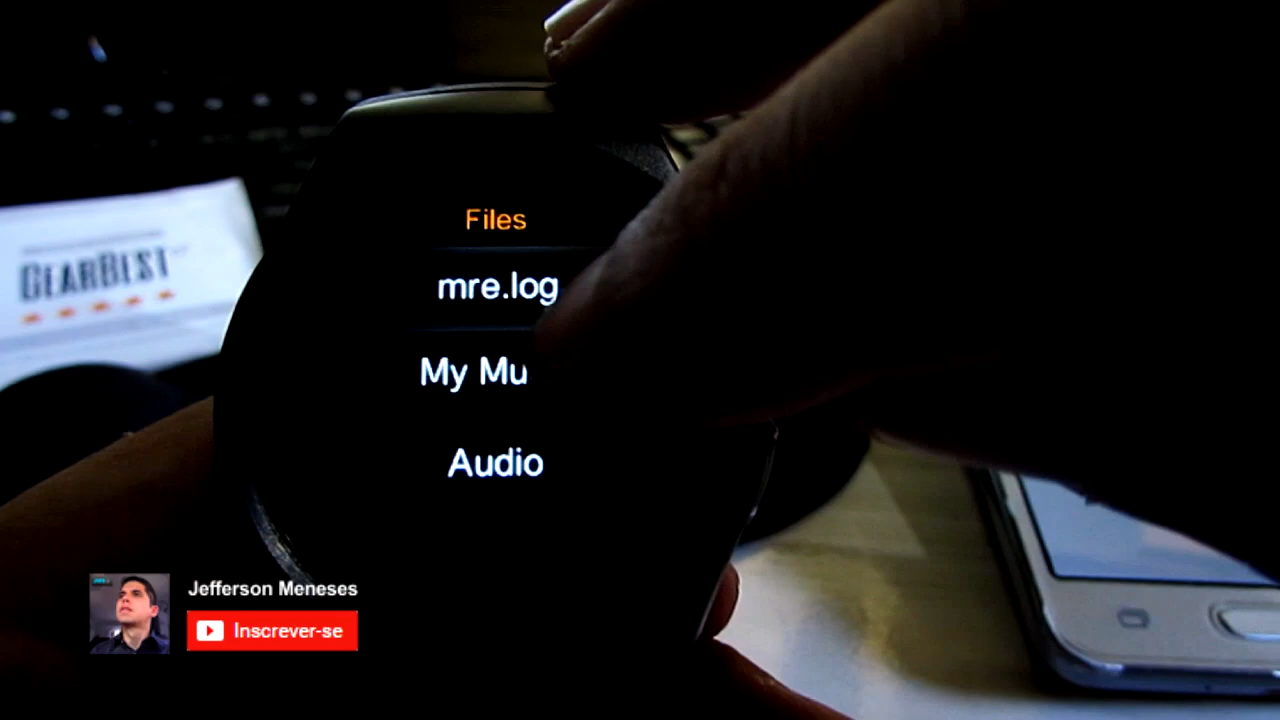 GEARBEST
Files
mre.log
My Mu
Audio
Jefferson Meneses
Inscrever-se